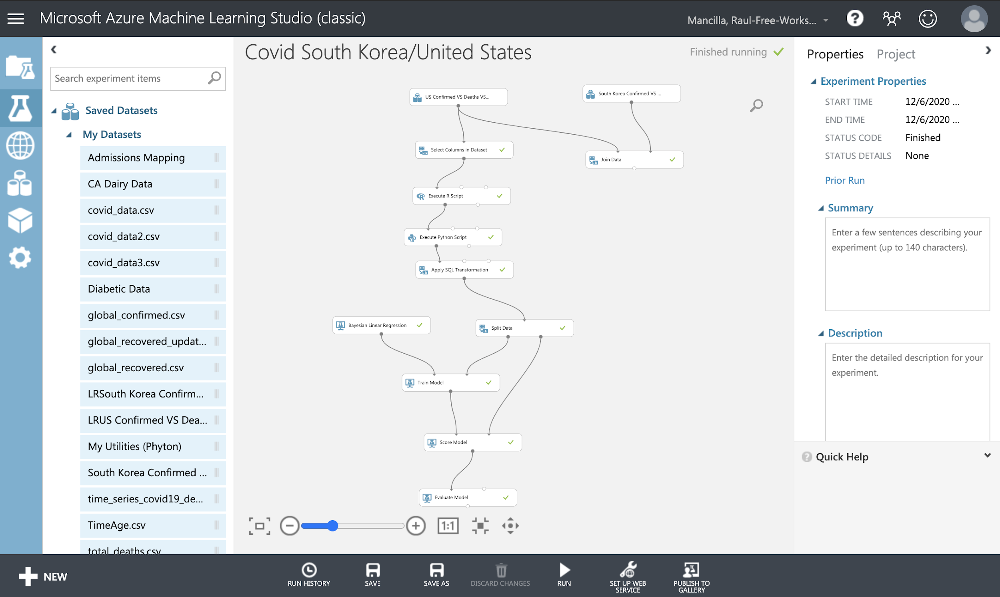 Microsoft Azure Machine Learning Studio (classic)
Mancilla, Raul-Free-Works...
Search experiment items
Saved Datasets
My Datasets
Admissions Mapping
CA Dairy Data
covid_data.csv
covid_data2.csv
covid_data3.csv
Diabetic Data
global_confirmed.csv
global_recovered_updat...
global_recovered.csv
LRSouth Korea Confirm...
LRUS Confirmed VS Dea...
My Utilities (Phyton)
South Korea Confirmed ...
time_series_covid19_de...
TimeAge.csv
total_deaths.csv
Covid South Korea/United States
Finished running
US Confirmed VS Deaths VS...
South Korea Confirmed VS ...
Select Columns in Dataset
Join Data
Execute R Script
Execute Python Script
Apply SQL Transformation
Bayesian Linear Regression
Split Data
Train Model
Score Model
Evaluate Model
1:1
Properties Project
Experiment Properties
START TIME 12/6/2020 ...
END TIME 12/6/2020 ...
STATUS CODE Finished
STATUS DETAILS None
Prior Run
Summary
Enter a few sentences describing your
experiment (up to 140 characters).
Description
Enter the detailed description for your
experiment.
Quick Help
NEW
RUN HISTORY
SAVE
SAVE AS
DISCARD CHANGES
RUN
SET UP WEB
SERVICE
PUBLISH TO
GALLERY